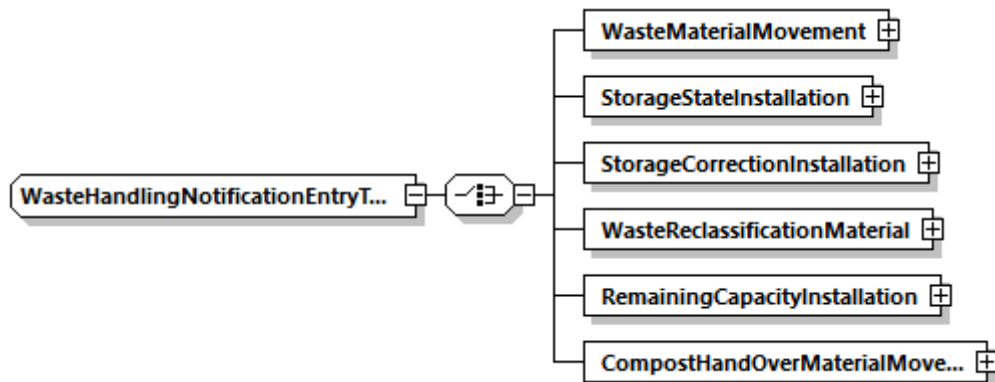 WasteMaterialMovement
StorageStateInstallation
StorageCorrectionInstallation
WasteHandlingNotificationEntryT...
WasteReclassificationMaterial
RemainingCapacityInstallation
CompostHandOverMaterialMove...